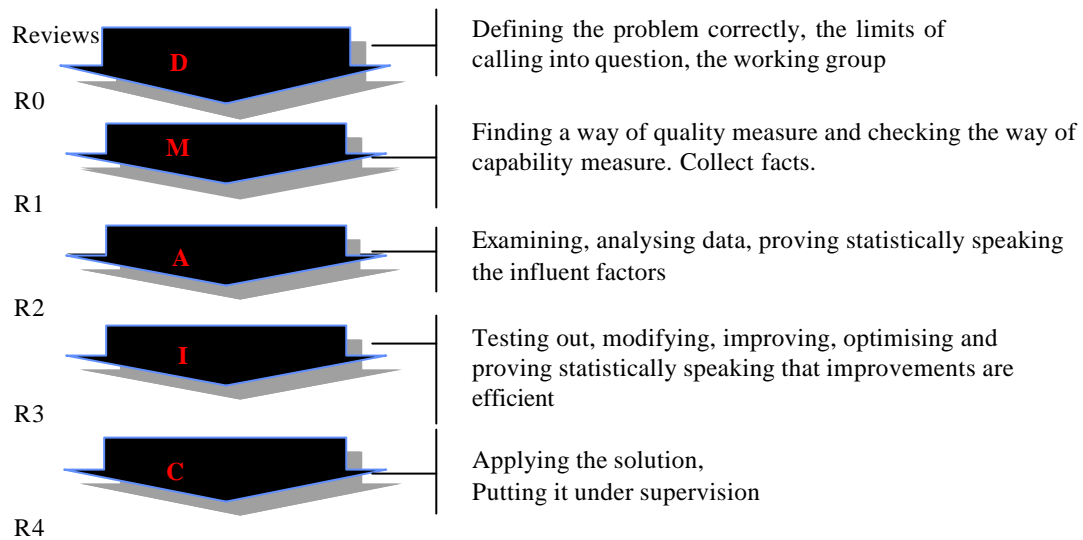 Reviews
D
Defining the problem correctly, the limits of
calling into question, the working group
R0
M
Finding a way of quality measure and checking the way of
capability measure. Collect facts.
R1
A
Examining, analysing data, proving statistically speaking
the influent factors
R2
I
Testing out, modifying, improving, optimising and
proving statistically speaking that improvements are
efficient
R3
C
Applying the solution,
Putting it under supervision
R4